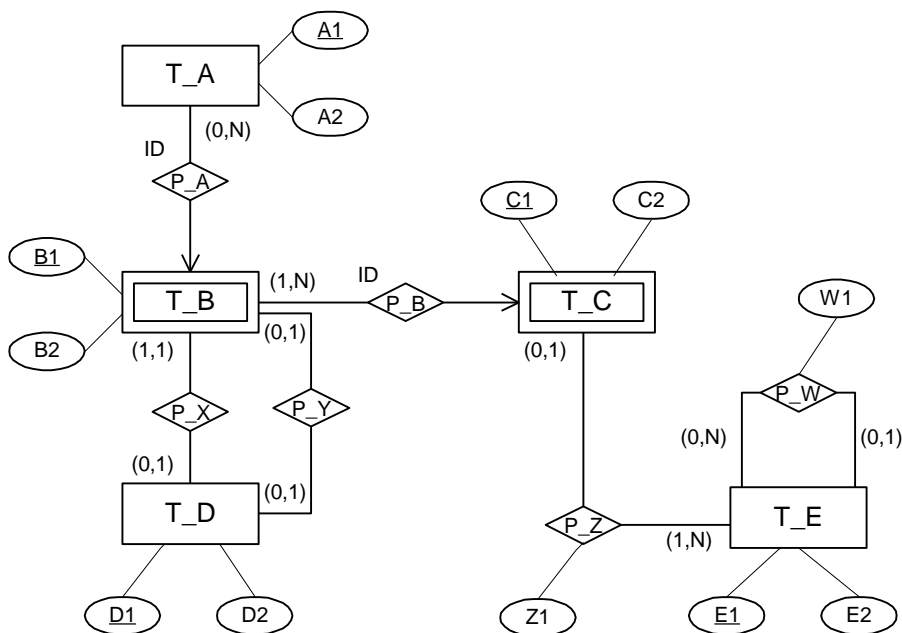 A1
T_A
A2
(0,N)
ID
P_A
C1
C2
B1
(1,N)
ID
T_B
P_B
T_C
W1
B2
(1,1)
(0,1)
(0,1)
P_X
P_Y
P_W
(0,N)
(0,1)
(0,1)
(0,1)
T_D
P_Z
(1,N)
T_E
D1
D2
Z1
E1
E2